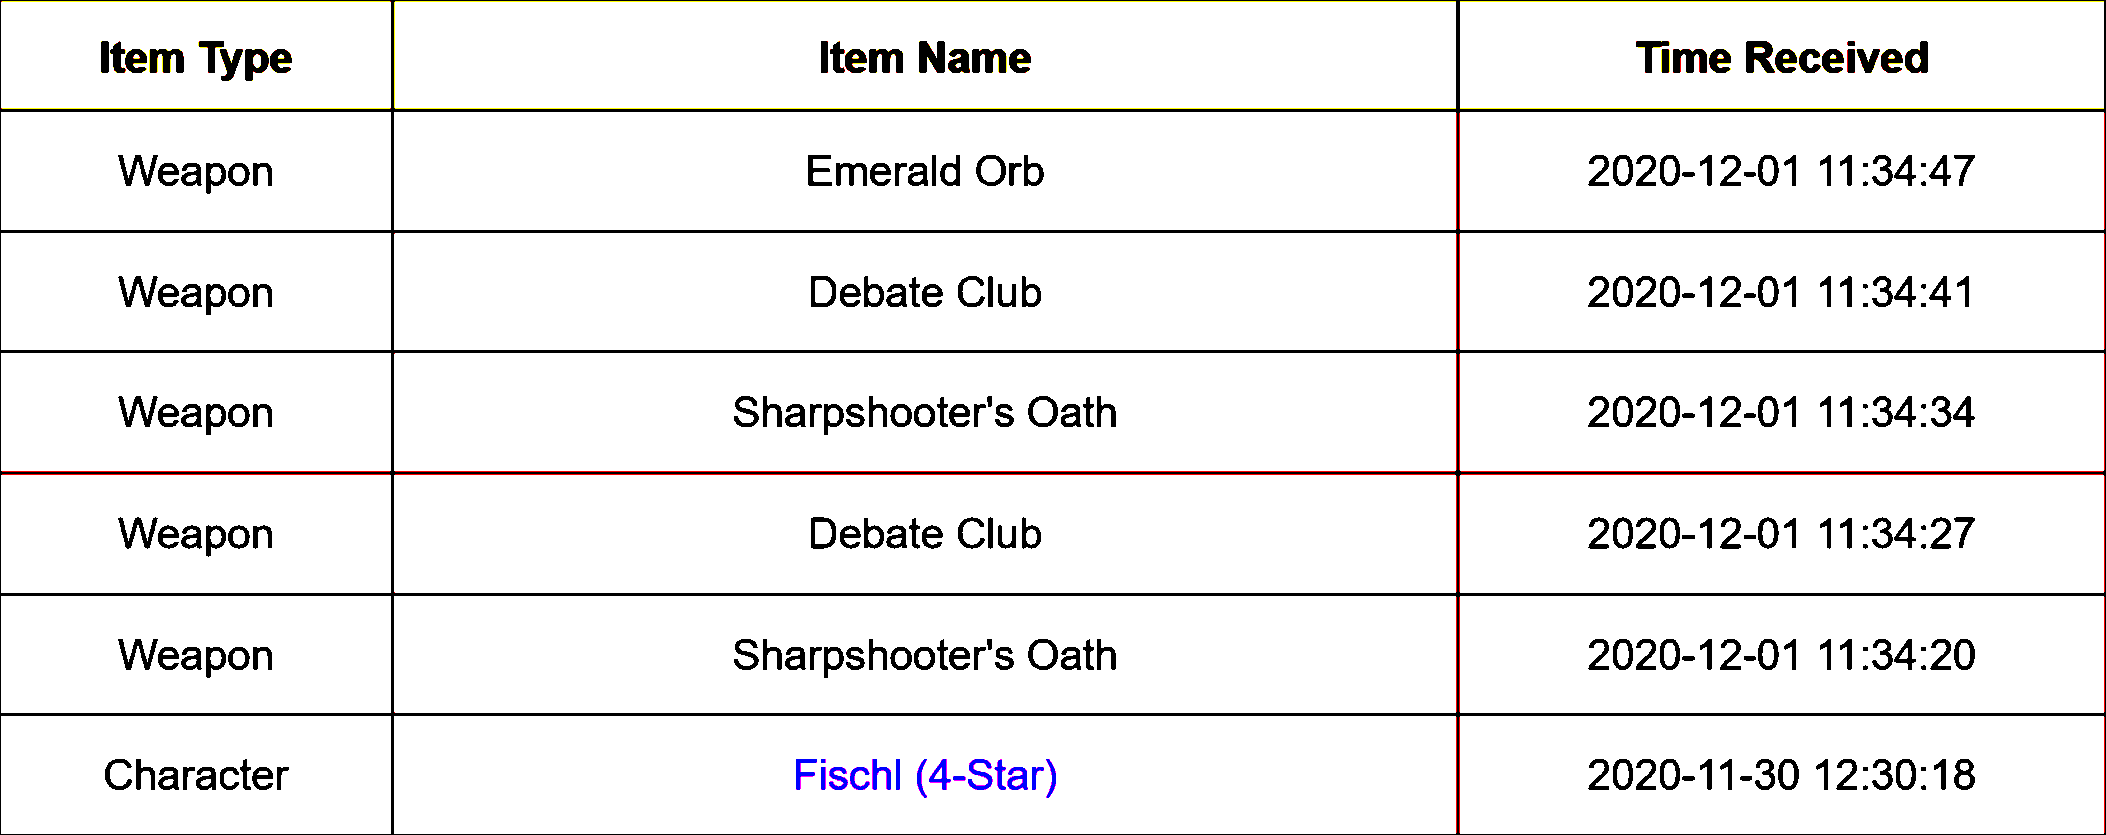 Item Type Item Name Time Received
Weapon Emerald Orb 2020-12-01 11:34:47
Weapon Debate Club 2020-12-01 11:34:41
Weapon Sharpshooter's Oath 2020-12-01 11:34:34
Weapon Debate Club 2020-12-01 11:34:27
Weapon Sharpshooter's Oath 2020-12-01 11:34:20
Character Fischl (4-Star) 2020-11-30 12:30:18